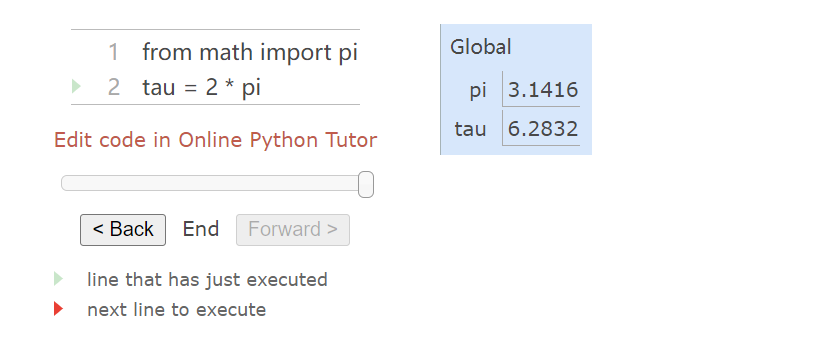 1 from math import pi
2 tau = 2 * pi
Edit code in Online Python Tutor
< Back End Forward >
line that has just executed
next line to execute
Global
pi 3.1416
tau 6.2832